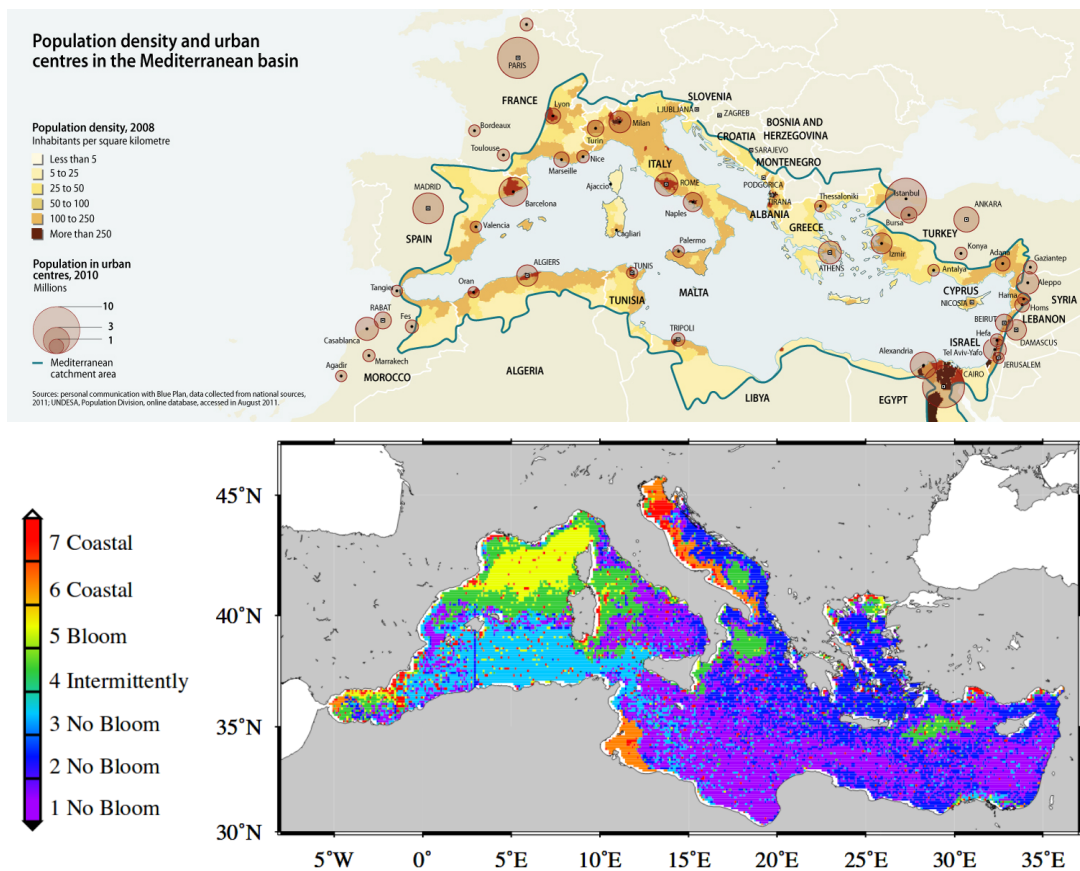 Population density and urban
centres in the Mediterranean basin
Population density, 2008
Inhabitants per square kilometre
Less than 5
5 to 25
25 to 50
50 to 100
100 to 250
More than 250
Population in urban
centres, 2010
Millions
10
3
1
Mediterranean
catchment area
Sources: personal communication with Blue Plan, data collected from national sources,
2011; UNDESA, Population Division, online database, accessed in August 2011.
PARIS
FRANCE
Lyon
Bordeaux
Toulouse
Marseille
Nice
Turin
Milan
SLOVENIA
LJUBLJANA
ZAGREB
CROATIA
BOSNIA AND
HERZEGOVINA
SARAJEVO
MONTENEGRO
PODGORICA
TIRANA
ALBANIA
ITALY
ROME
Naples
Ajaccio
Cagliari
Palermo
MADRID
SPAIN
Barcelona
Valencia
Thessaloniki
GREECE
ATHENS
Istanbul
Bursa
ANKARA
TURKEY
Izmir
Konya
Antalya
Adana
Gaziantep
Aleppo
CYPRUS
NICOSIA
Hama
Homs
SYRIA
BEIRUT
LEBANON
DAMASCUS
Hefa
ISRAEL
Tel Aviv-Yafo
JERUSALEM
Alexandria
CAIRO
EGYPT
Tangier
RABAT
Casablanca
Fes
Marrakech
Agadir
MOROCCO
Oran
ALGIERS
ALGERIA
TUNIS
TUNISIA
MALTA
TRIPOLI
LIBYA
7 Coastal
6 Coastal
5 Bloom
4 Intermittently
3 No Bloom
2 No Bloom
1 No Bloom
45°N
40°N
35°N
30°N
5°W
0°
5°E
10°E
15°E
20°E
25°E
30°E
35°E